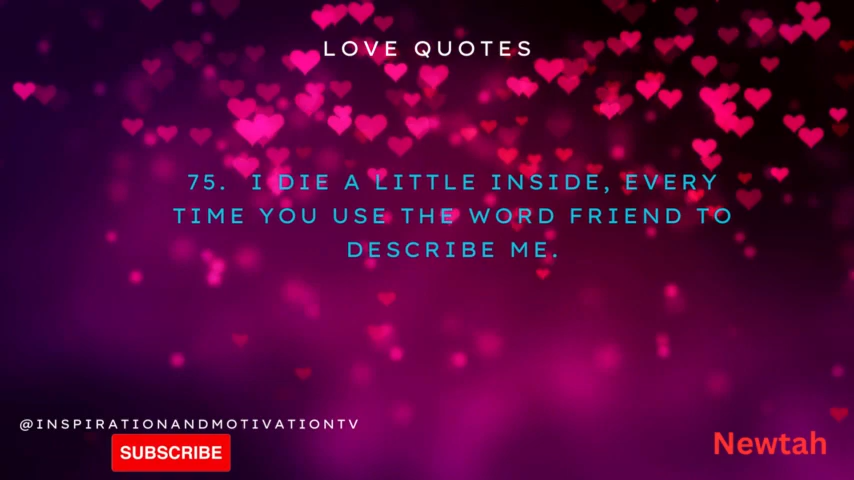 LOVE QUOTES
75. I DIE A LITTLE INSIDE, EVERY
TIME YOU USE THE WORD FRIEND TO
DESCRIBE ME.
@INSPIRATIONANDMOTIVATIONTV
SUBSCRIBE
Newtah